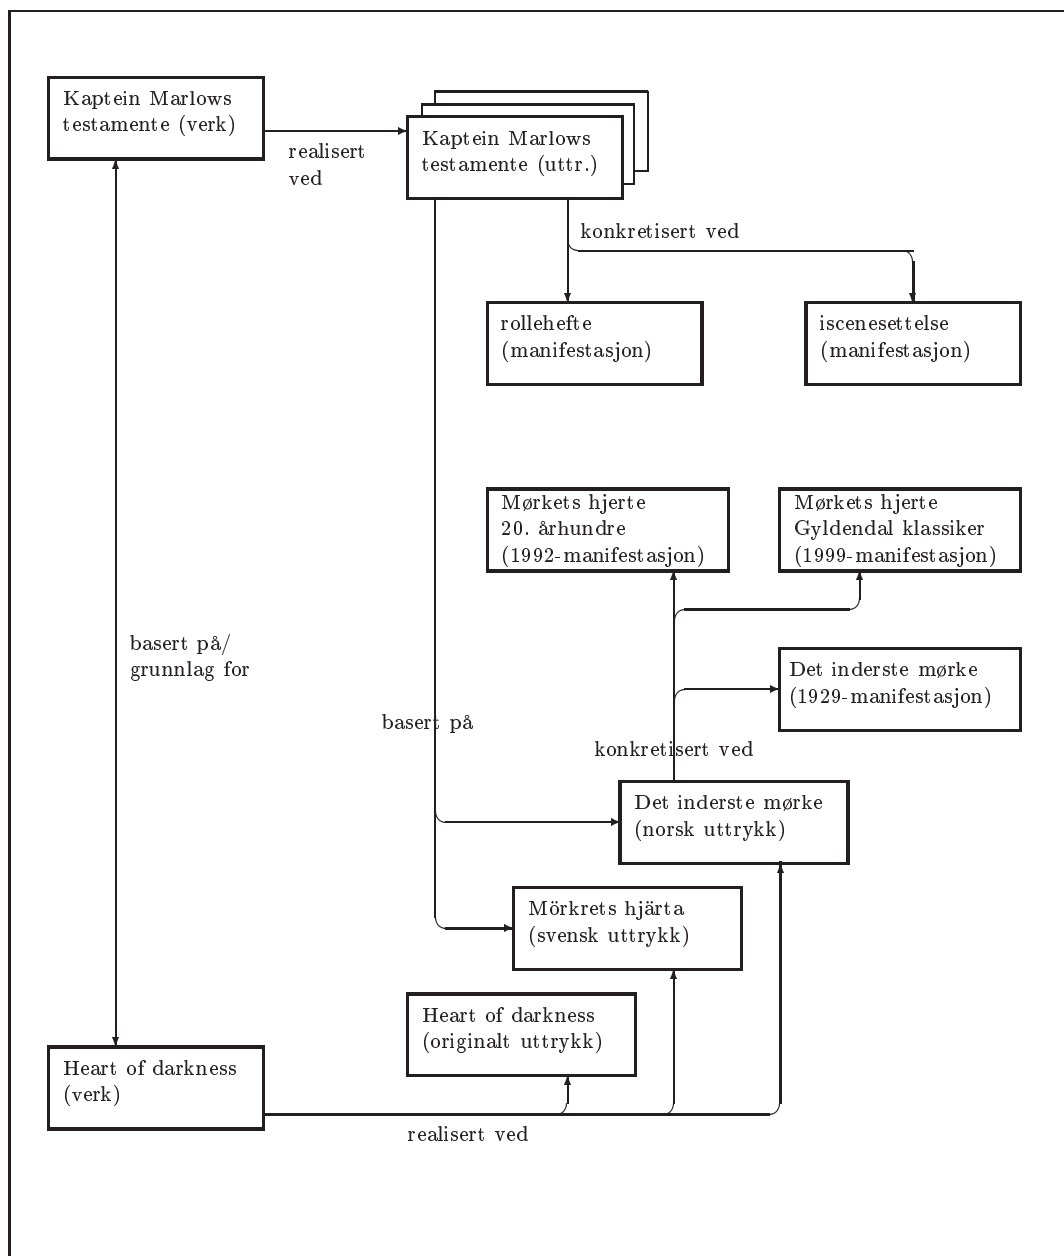 Kaptein Marlows
testamente (verk)
realisert
ved
Kaptein Marlows
testamente (uttr.)
konkretisert ved
rollehefte
(manifestasjon)
iscenesettelse
(manifestasjon)
Mørkets hjerte
20. århundre
(1992-manifestasjon)
Mørkets hjerte
Gyldendal klassiker
(1999-manifestasjon)
basert på/
grunnlag for
Det inderste mørke
(1929-manifestasjon)
basert på
konkretisert ved
Det inderste mørke
(norsk uttrykk)
Mörkrets hjärta
(svensk uttrykk)
Heart of darkness
(originalt uttrykk)
Heart of darkness
(verk)
realisert ved